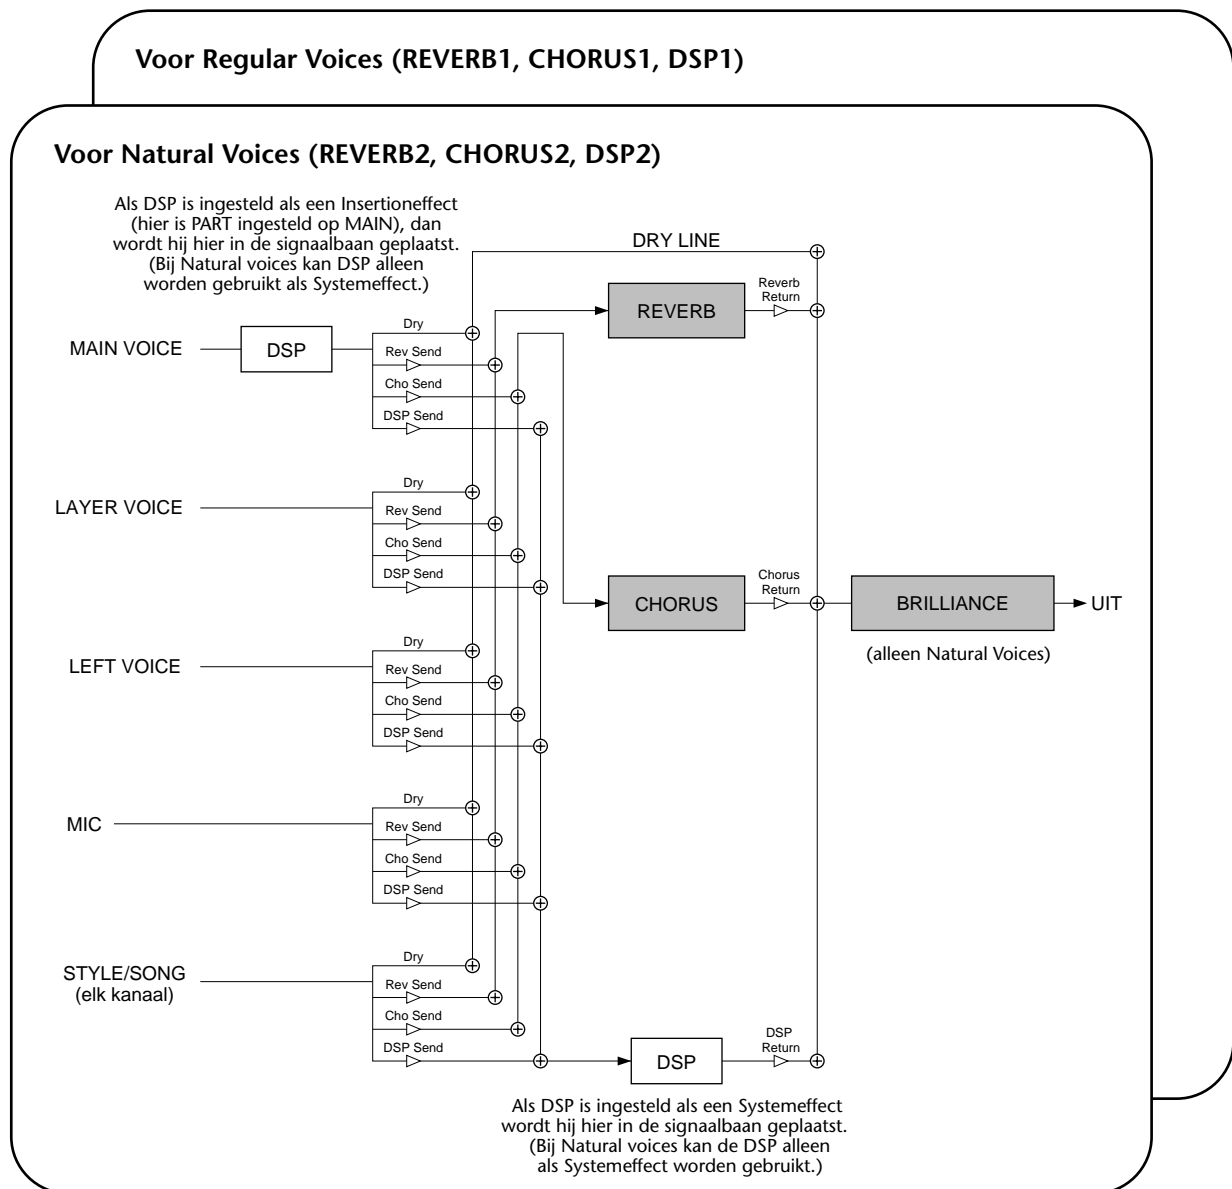 Voor Regular Voices (REVERB1, CHORUS1, DSP1)
Voor Natural Voices (REVERB2, CHORUS2, DSP2)
Als DSP is ingesteld als een Insertioneffect
(hier is PART ingesteld op MAIN), dan
wordt hij hier in de signaalbaan geplaatst.
(Bij Natural voices kan DSP alleen
worden gebruikt als Systemeffect.)
DRY LINE
REVERB
Reverb
Return
MAIN VOICE
DSP
Dry
Rev Send
Cho Send
DSP Send
LAYER VOICE
Dry
Rev Send
Cho Send
DSP Send
CHORUS
Chorus
Return
BRILLIANCE
UIT
(alleen Natural Voices)
LEFT VOICE
Dry
Rev Send
Cho Send
DSP Send
MIC
Dry
Rev Send
Cho Send
DSP Send
STYLE/SONG
(elk kanaal)
Dry
Rev Send
Cho Send
DSP Send
DSP
DSP
Return
Als DSP is ingesteld als een Systemeffect
wordt hij hier in de signaalbaan geplaatst.
(Bij Natural voices kan de DSP alleen
als Systemeffect worden gebruikt.)